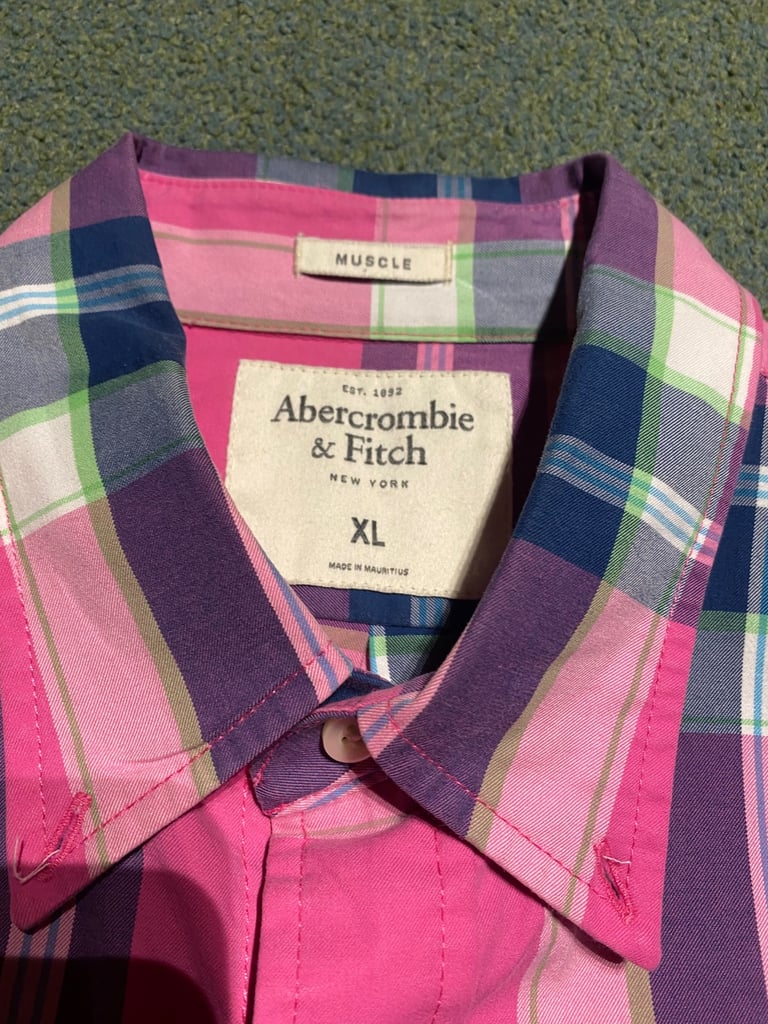 MUSCLE
EST. 1892
Abercrombie
& Fitch
NEW YORK
XL
MADE IN MAURITIUS